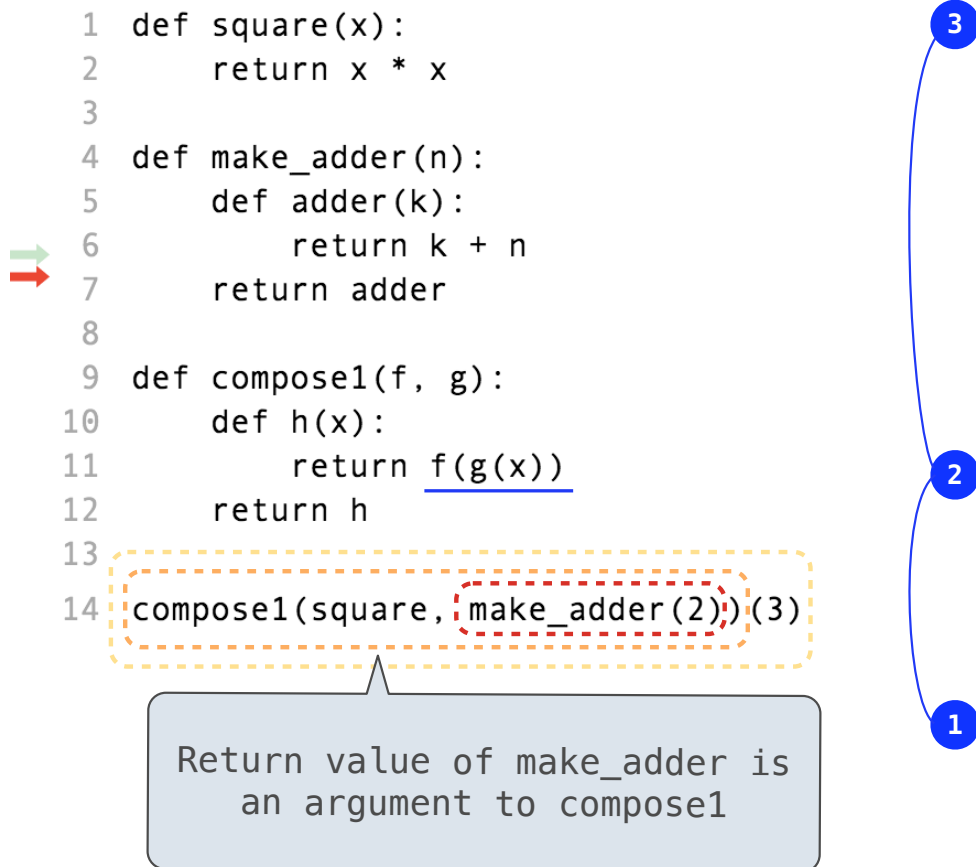 1 def square(x):
2     return x * x
3
4 def make_adder(n):
5     def adder(k):
6         return k + n
7     return adder
8
9 def compose1(f, g):
10     def h(x):
11         return f(g(x))
12     return h
13
14 compose1(square, make_adder(2))(3)
Return value of make_adder is
an argument to compose1
3
2
1